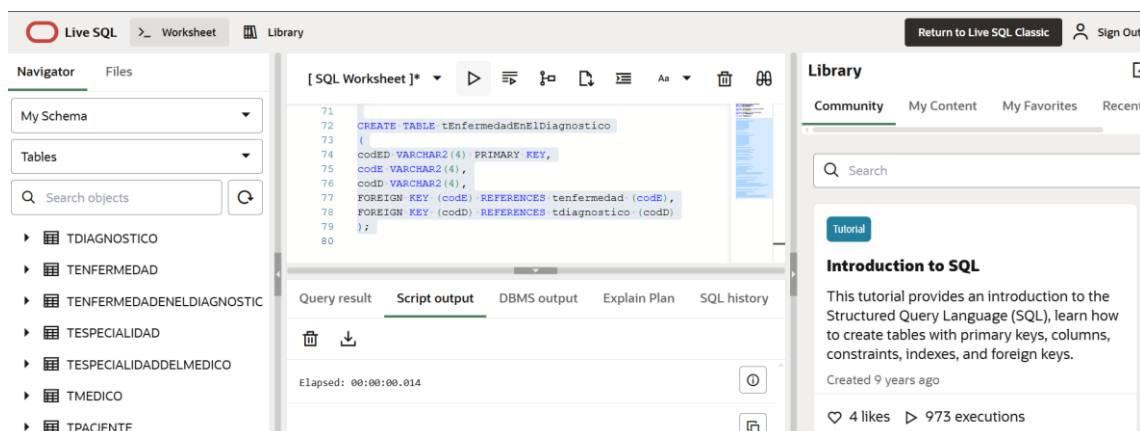 Live SQL
Worksheet
Library
Return to Live SQL Classic
Sign Out
Navigator
Files
My Schema
Tables
Search objects
TDIAGNOSTICO
TENFERMEDAD
TENFERMEDADENELDIAGNOSTIC
TESPECIALIDAD
TESPECIALIDADDELMEDICO
TMEDICO
TPACIENTE
[ SQL Worksheet ]*
Aa
71
72 CREATE TABLE tEnfermedadEnElDiagnostico
73 (
74 codED VARCHAR2(4) PRIMARY KEY,
75 codE VARCHAR2(4),
76 codD VARCHAR2(4),
77 FOREIGN KEY (codE) REFERENCES tenfermedad (codE),
78 FOREIGN KEY (codD) REFERENCES tdiagnostico (codD)
79 );
80
Query result
Script output
DBMS output
Explain Plan
SQL history
Elapsed: 00:00:00.014
Library
Community
My Content
My Favorites
Recent
Search
Tutorial
Introduction to SQL
This tutorial provides an introduction to the
Structured Query Language (SQL), learn how
to create tables with primary keys, columns,
constraints, indexes, and foreign keys.
Created 9 years ago
4 likes
973 executions